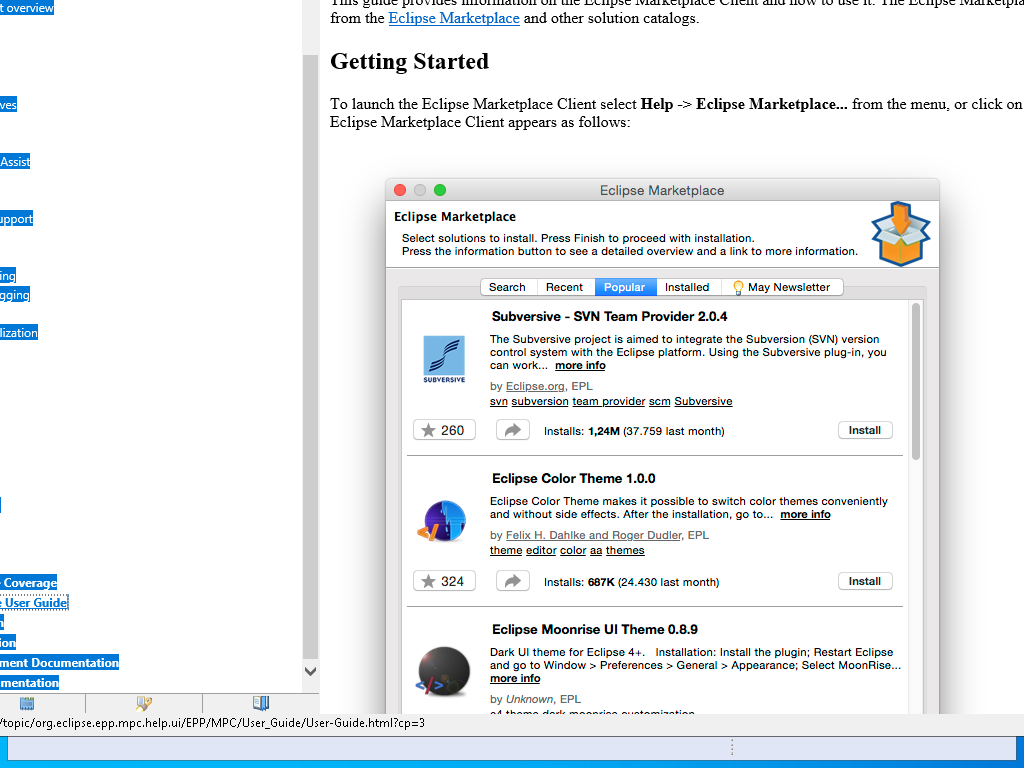 t overview
ves
Assist
upport
ing
gging
lization
Coverage
e User Guide
n
ion
ment Documentation
mentation
This guide provides information on the Eclipse Marketplace Client and how to use it. The Eclipse Marketpla
from the Eclipse Marketplace and other solution catalogs.
Getting Started
To launch the Eclipse Marketplace Client select Help -> Eclipse Marketplace... from the menu, or click on
Eclipse Marketplace Client appears as follows:
Eclipse Marketplace
Eclipse Marketplace
Select solutions to install. Press Finish to proceed with installation.
Press the information button to see a detailed overview and a link to more information.
Search Recent Popular Installed May Newsletter
Subversive - SVN Team Provider 2.0.4
The Subversive project is aimed to integrate the Subversion (SVN) version
control system with the Eclipse platform. Using the Subversive plug-in, you
can work... more info
SUBVERSIVE
by Eclipse.org, EPL
svn subversion team provider scm Subversive
260 Installs: 1,24M (37.759 last month) Install
Eclipse Color Theme 1.0.0
Eclipse Color Theme makes it possible to switch color themes conveniently
and without side effects. After the installation, go to... more info
by Felix H. Dahlke and Roger Dudler, EPL
theme editor color aa themes
324 Installs: 687K (24.430 last month) Install
Eclipse Moonrise UI Theme 0.8.9
Dark UI theme for Eclipse 4+. Installation: Install the plugin; Restart Eclipse
and go to Window > Preferences > General > Appearance; Select MoonRise...
more info
by Unknown, EPL
e4 theme dark moonrise customization
/topic/org.eclipse.epp.mpc.help.ui/EPP/MPC/User_Guide/User-Guide.html?cp=3